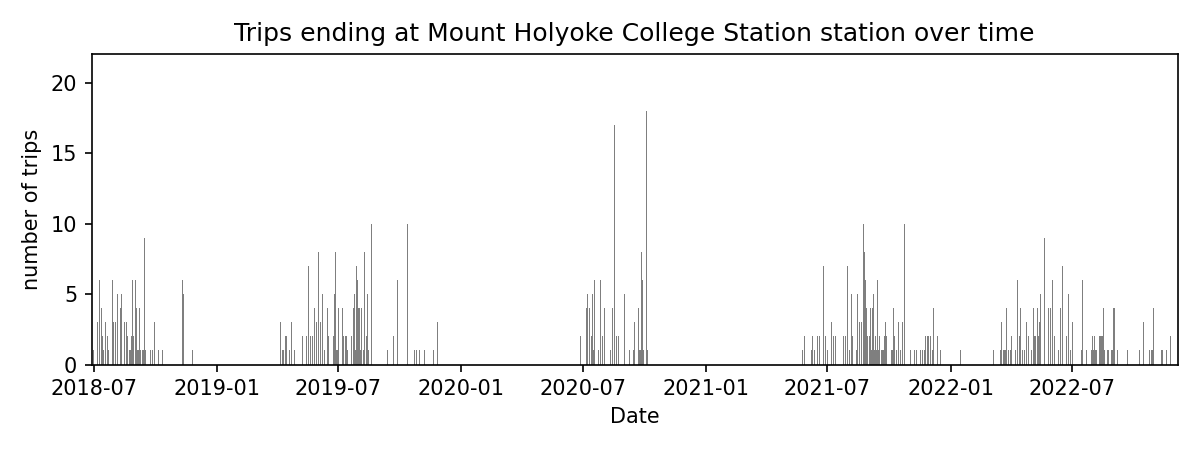 Trips ending at Mount Holyoke College Station station over time
number of trips
20
15
10
5
0
2018-07 2019-01 2019-07 2020-01 2020-07 2021-01 2021-07 2022-01 2022-07
Date